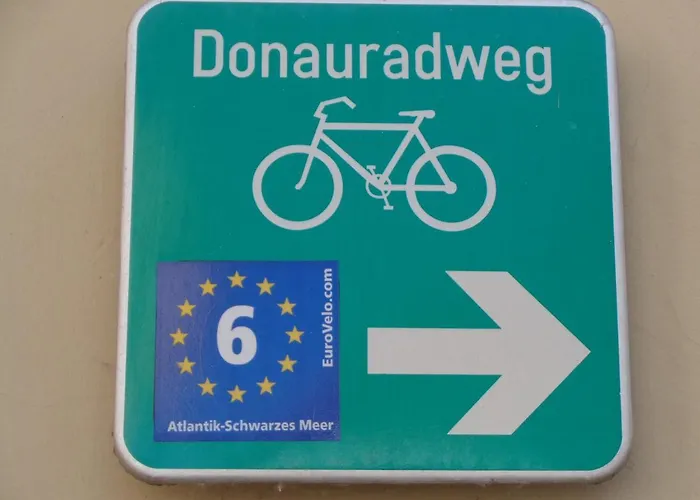 Donauradweg
6
EuroVelo.com
Atlantik-Schwarzes Meer